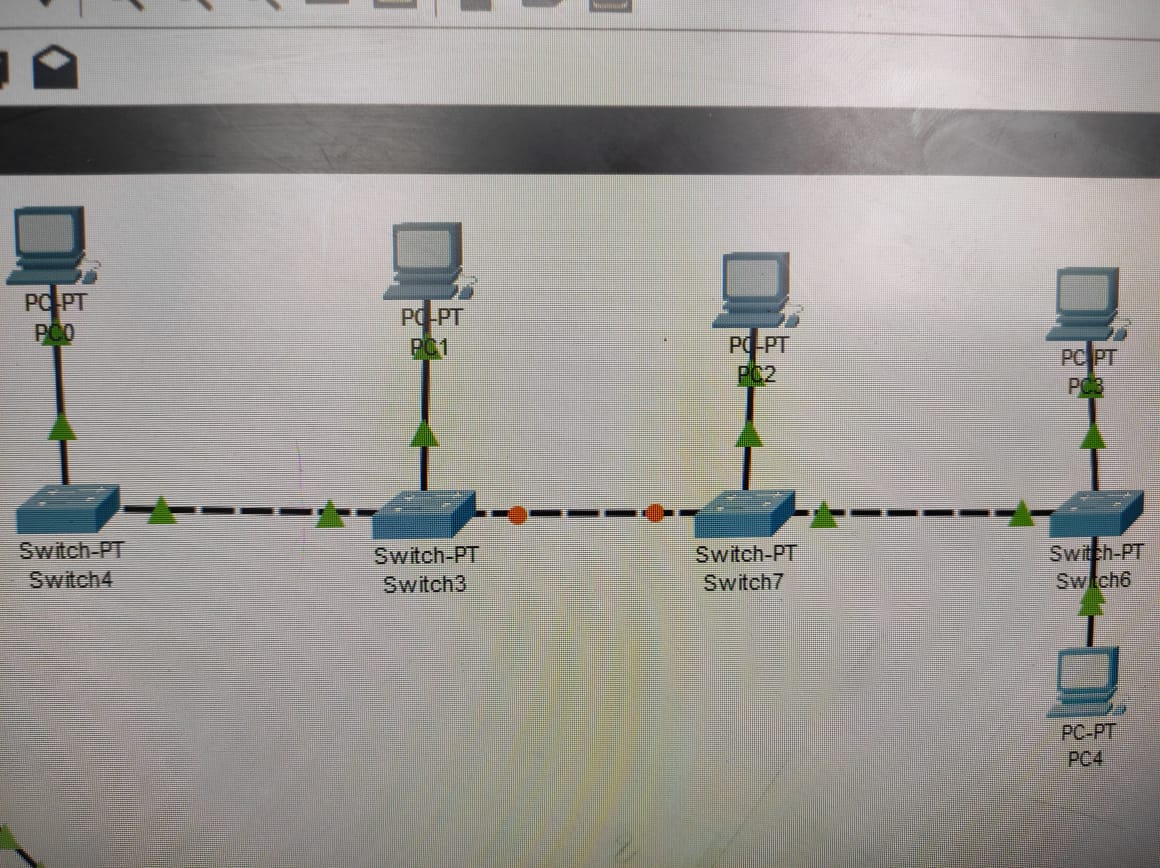 PC-PT
PC0
PC-PT
PC1
PC-PT
PC2
PC-PT
PC3
Switch-PT
Switch4
Switch-PT
Switch3
Switch-PT
Switch7
Switch-PT
Switch6
PC-PT
PC4